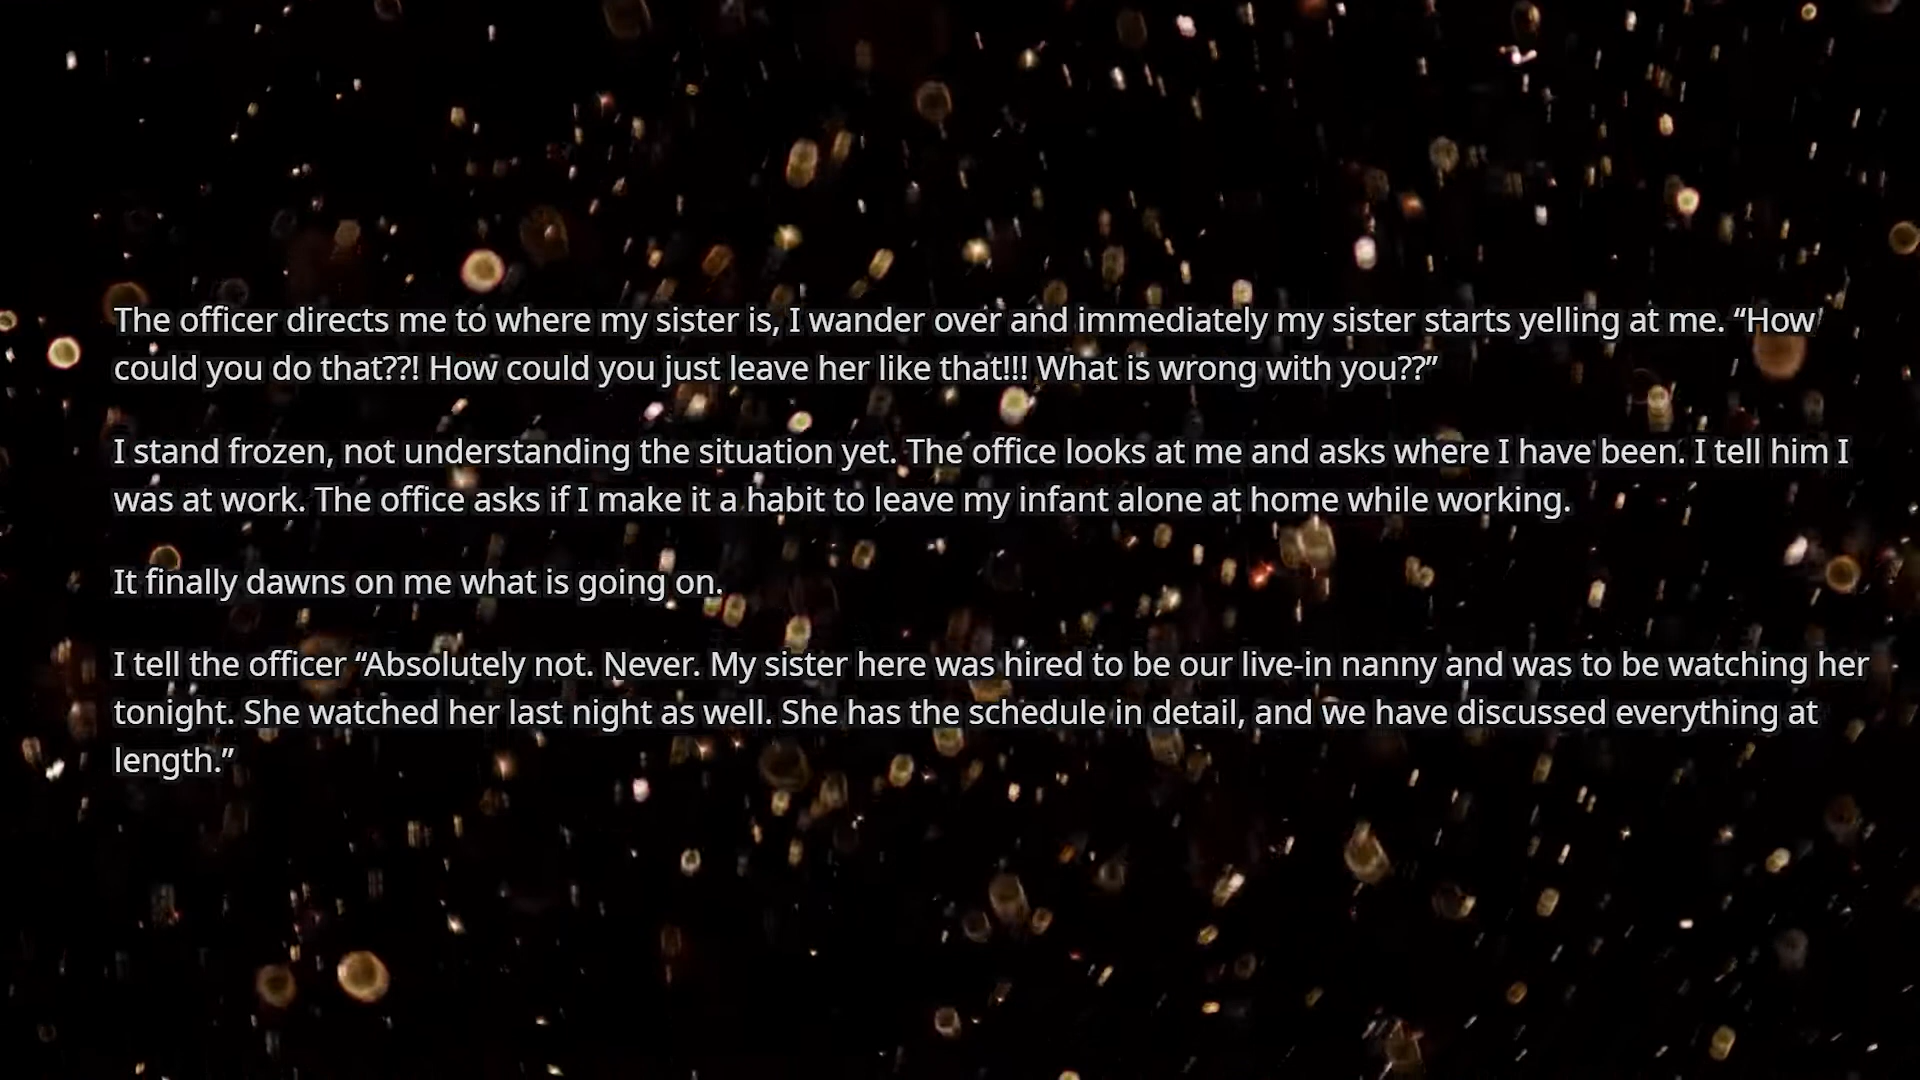 The officer directs me to where my sister is, I wander over and immediately my sister starts yelling at me. “How
could you do that??! How could you just leave her like that!!! What is wrong with you??”
I stand frozen, not understanding the situation yet. The office looks at me and asks where I have been. I tell him I
was at work. The office asks if I make it a habit to leave my infant alone at home while working.
It finally dawns on me what is going on.
I tell the officer “Absolutely not. Never. My sister here was hired to be our live-in nanny and was to be watching her
tonight. She watched her last night as well. She has the schedule in detail, and we have discussed everything at
length.”